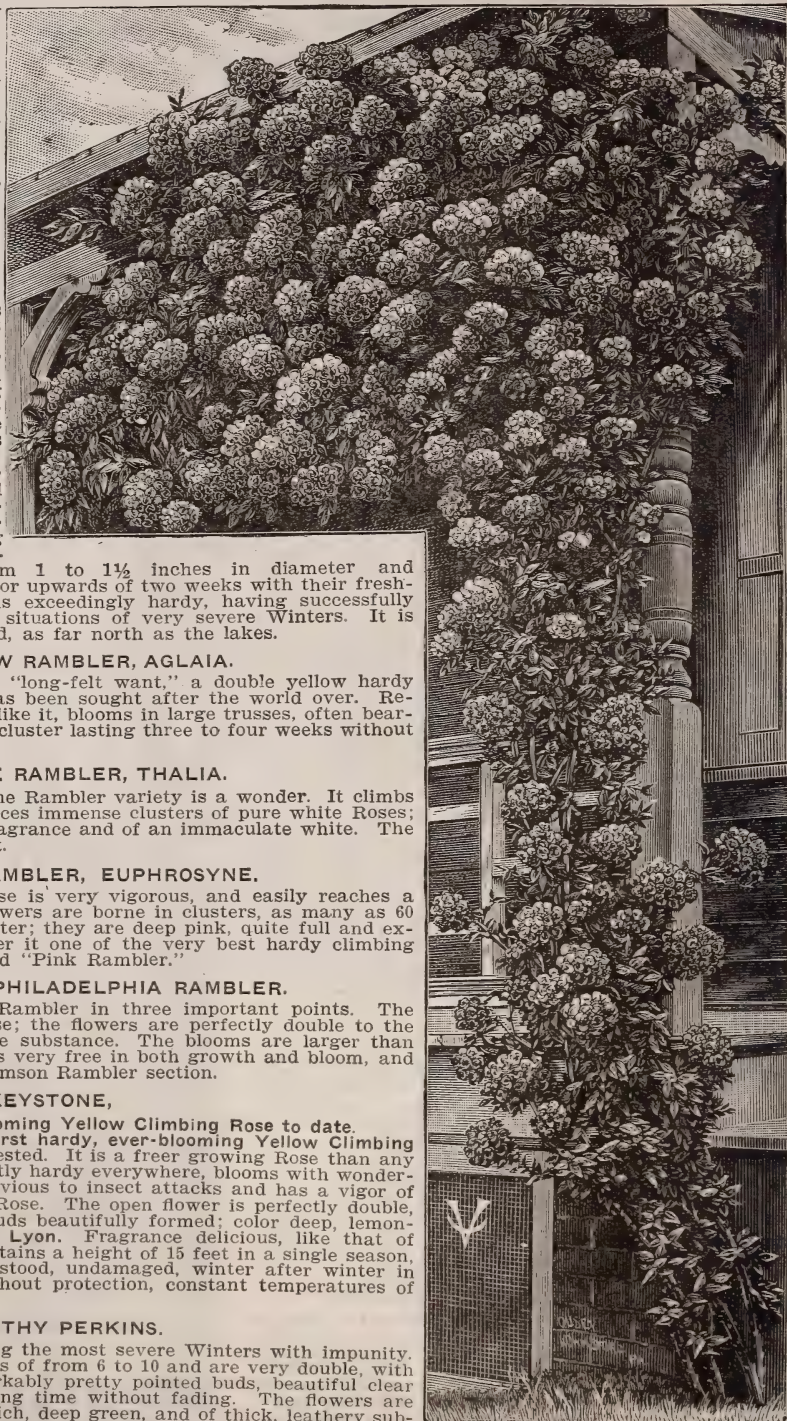 m 1 to 1½ inches in diameter and
or upwards of two weeks with their fresh-
s exceedingly hardy, having successfully
situations of very severe Winters. It is
d, as far north as the lakes.
W RAMBLER, AGLAIA.
"long-felt want," a double yellow hardy
as been sought after the world over. Re-
like it, blooms in large trusses, often bear-
cluster lasting three to four weeks without
E RAMBLER, THALIA.
he Rambler variety is a wonder. It climbs
ces immense clusters of pure white Roses;
agrance and of an immaculate white. The
t.
AMBLER, EUPHROSYNE.
se is very vigorous, and easily reaches a
wers are borne in clusters, as many as 60
ter; they are deep pink, quite full and ex-
er it one of the very best hardy climbing
d "Pink Rambler."
PHILADELPHIA RAMBLER.
Rambler in three important points. The
se; the flowers are perfectly double to the
e substance. The blooms are larger than
s very free in both growth and bloom, and
mson Rambler section.
KEYSTONE,
oming Yellow Climbing Rose to date.
irst hardy, ever-blooming Yellow Climbing
ested. It is a freer growing Rose than any
tly hardy everywhere, blooms with wonder-
vious to insect attacks and has a vigor of
Rose. The open flower is perfectly double,
uds beautifully formed; color deep, lemon-
Lyon. Fragrance delicious, like that of
tains a height of 15 feet in a single season,
stood, undamaged, winter after winter in
hout protection, constant temperatures of
THY PERKINS.
g the most severe Winters with impunity.
s of from 6 to 10 and are very double, with
rkably pretty pointed buds, beautiful clear
ng time without fading. The flowers are
ich, deep green, and of thick, leathery sub-